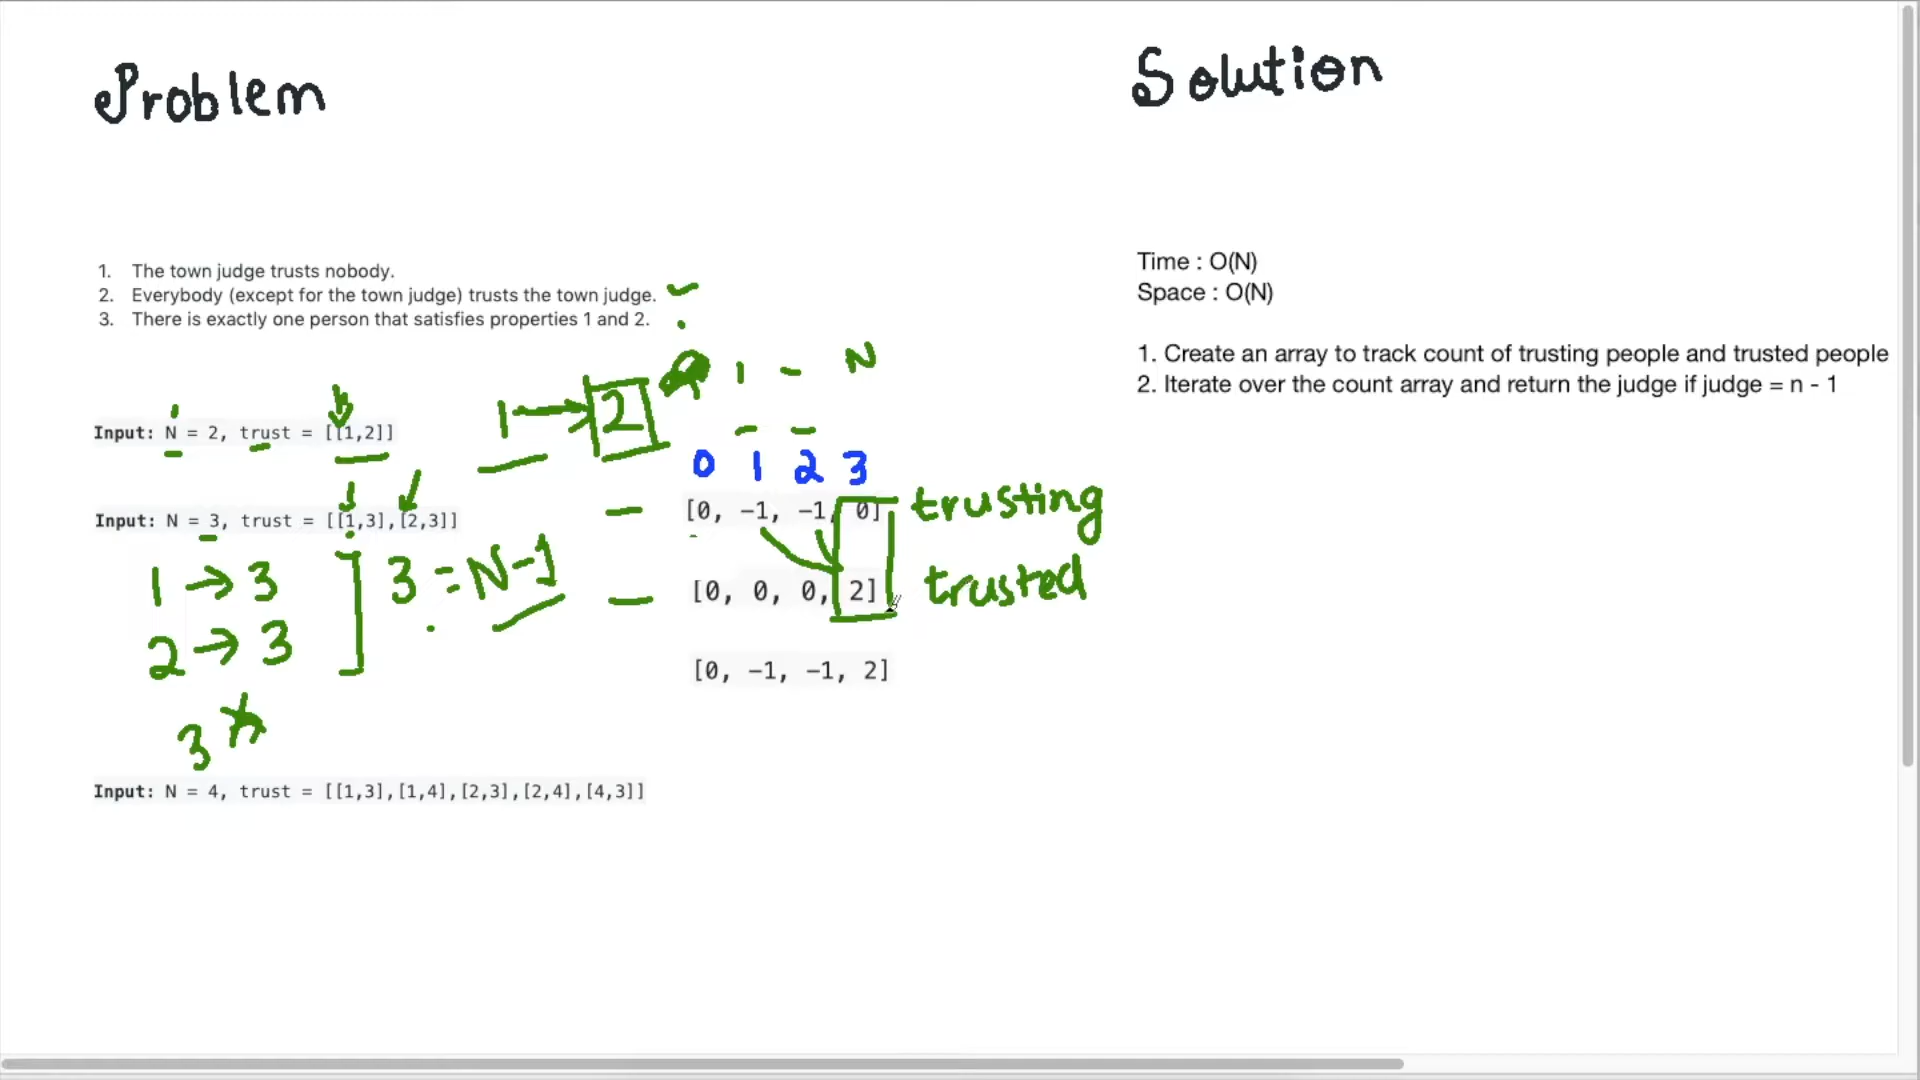 Problem
Solution
1. The town judge trusts nobody.
2. Everybody (except for the town judge) trusts the town judge.
3. There is exactly one person that satisfies properties 1 and 2.
Time : O(N)
Space : O(N)
1. Create an array to track count of trusting people and trusted people
2. Iterate over the count array and return the judge if judge = n - 1
1 - N
Input: N = 2, trust = [[1,2]]
1 → 2
0 1 2 3
[0, -1, -1, 0] trusting
Input: N = 3, trust = [[1,3],[2,3]]
1 → 3
2 → 3
3 = N-1
[0, 0, 0, 2] trusted
[0, -1, -1, 2]
3
Input: N = 4, trust = [[1,3],[1,4],[2,3],[2,4],[4,3]]